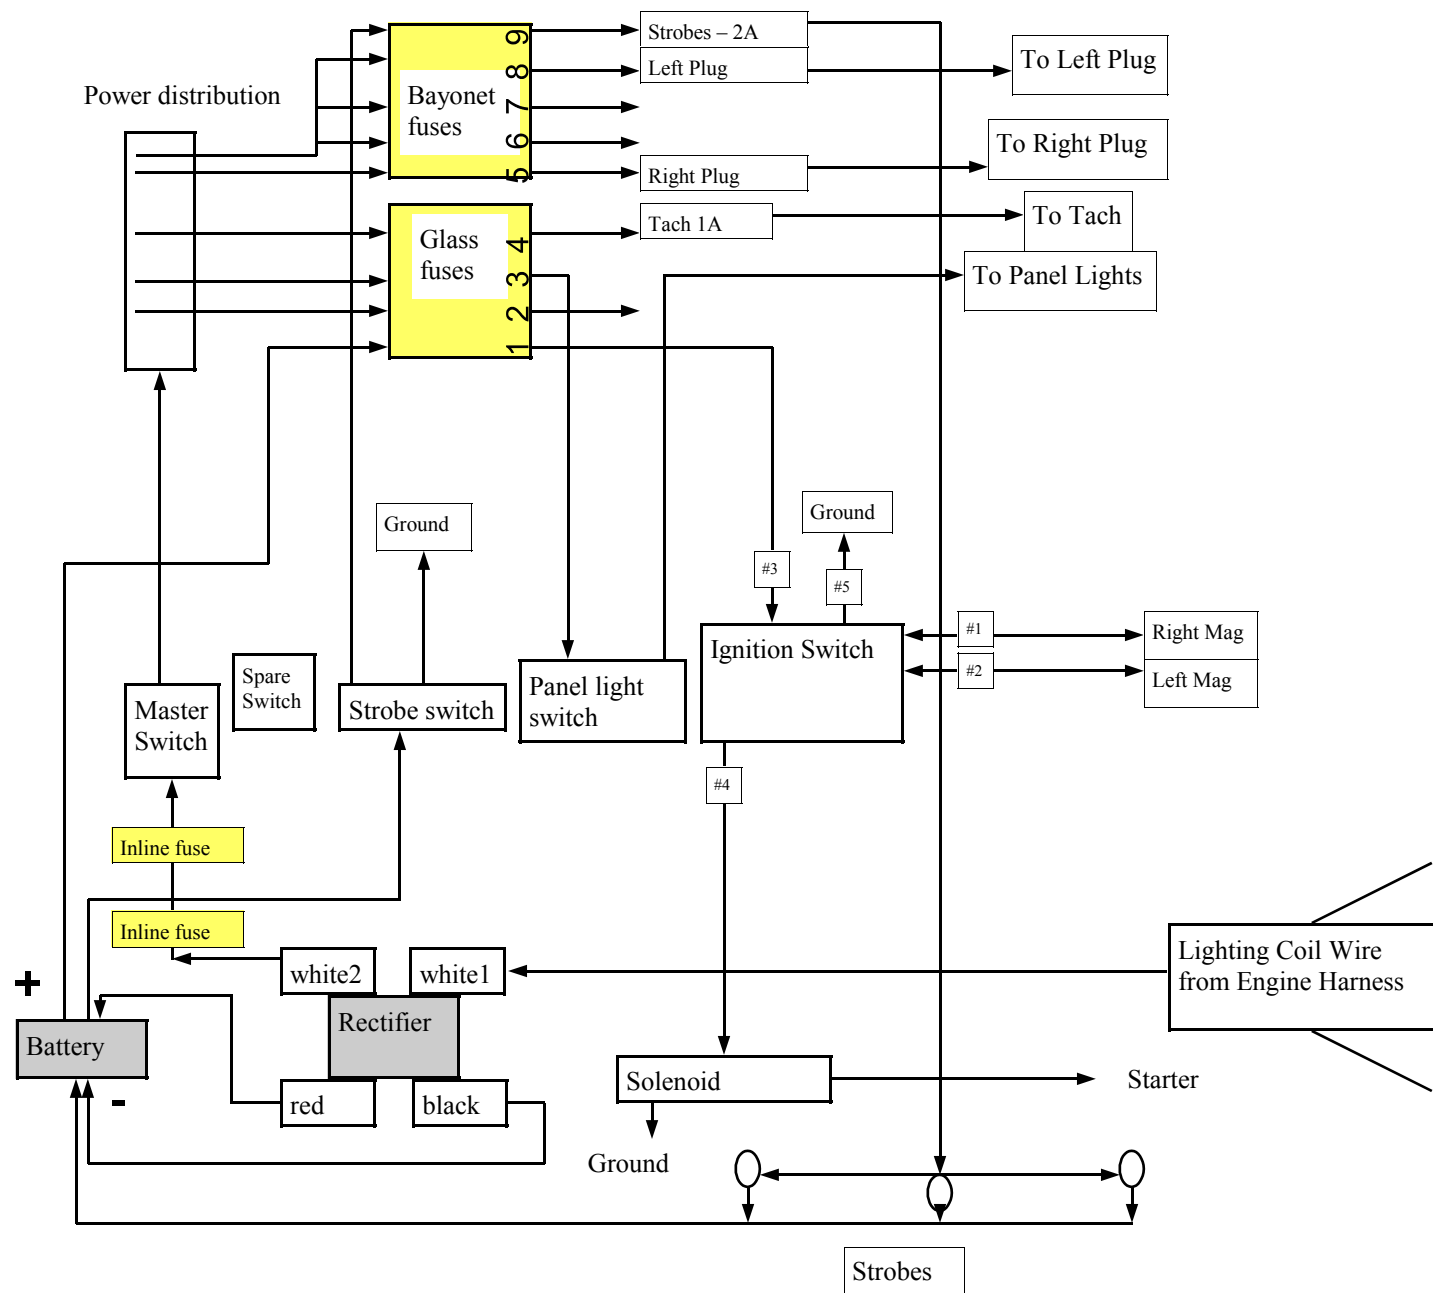 Strobes – 2A
9
Left Plug
8
To Left Plug
Power distribution
Bayonet
fuses
7
6
To Right Plug
5
Right Plug
Glass
fuses
4
Tach 1A
To Tach
3
To Panel Lights
2
1
Ground
Ground
#3
#5
#1
Right Mag
Ignition Switch
#2
Left Mag
Spare
Switch
Master
Switch
Strobe switch
Panel light
switch
#4
Inline fuse
Inline fuse
white2
white1
Lighting Coil Wire
from Engine Harness
+
Battery
-
Rectifier
red
black
Solenoid
Starter
Ground
Strobes